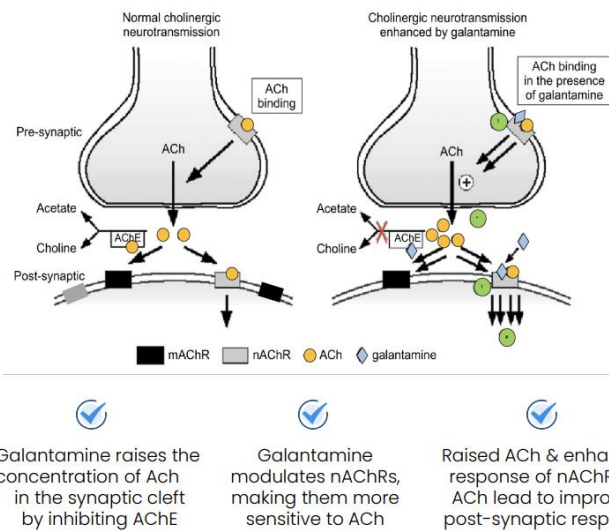 Normal cholinergic
neurotransmission
Cholinergic neurotransmission
enhanced by galantamine
ACh
binding
ACh binding
in the presence
of galantamine
Pre-synaptic
ACh
ACh
Acetate
AChE
Choline
Acetate
AChE
Choline
Post-synaptic
mAChR nAChR ACh galantamine
Galantamine raises the
concentration of Ach
in the synaptic cleft
by inhibiting AChE
Galantamine
modulates nAChRs,
making them more
sensitive to ACh
Raised ACh & enha
response of nAChR
ACh lead to impro
post-synaptic resp